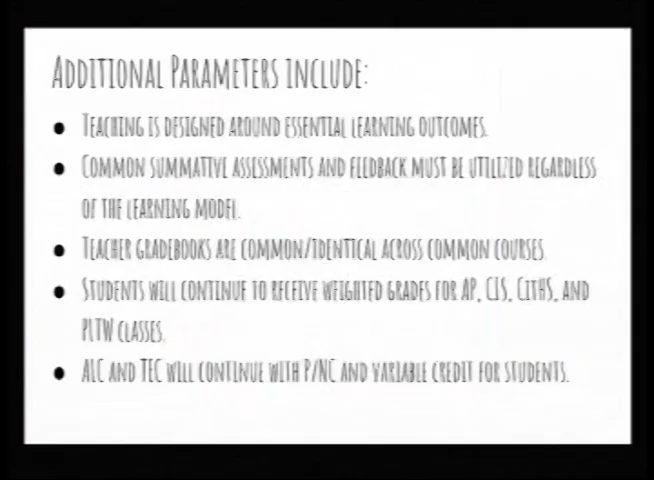 Additional Parameters include:
● Teaching is designed around essential learning outcomes.
● Common summative assessments and feedback must be utilized regardless
of the learning model.
● Teacher gradebooks are common/identical across common courses.
● Students will continue to receive weighted grades for AP, CIS, CitHS, and
PLTW classes.
● ALC and TEC will continue with P/NC and variable credit for students.